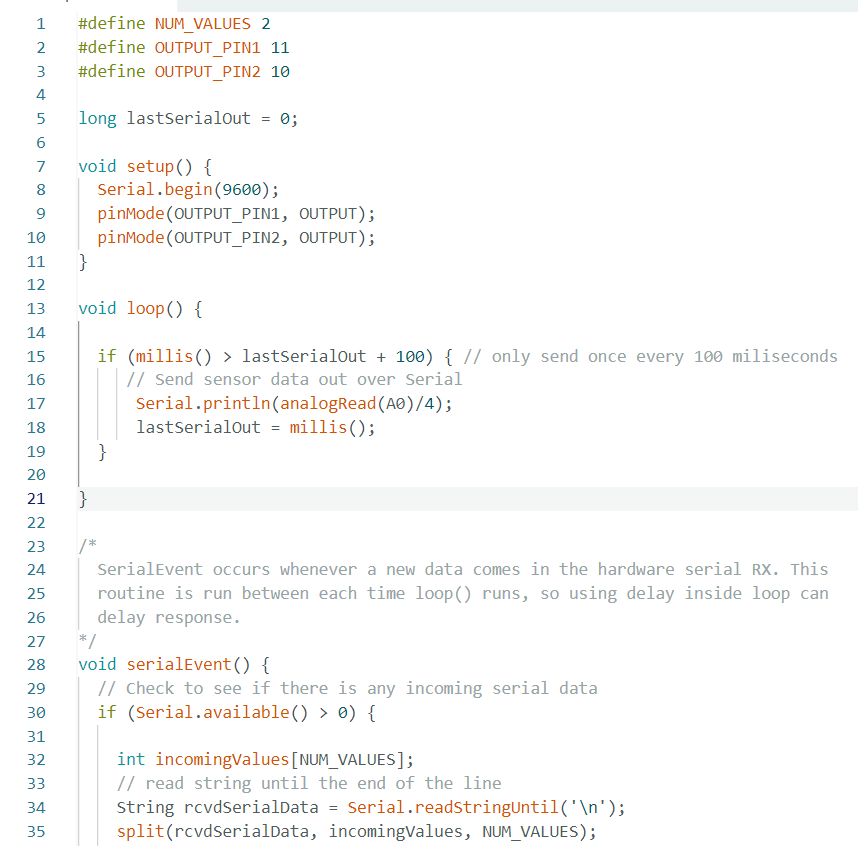 1 #define NUM_VALUES 2
2 #define OUTPUT_PIN1 11
3 #define OUTPUT_PIN2 10
4
5 long lastSerialOut = 0;
6
7 void setup() {
8   Serial.begin(9600);
9   pinMode(OUTPUT_PIN1, OUTPUT);
10   pinMode(OUTPUT_PIN2, OUTPUT);
11 }
12
13 void loop() {
14
15   if (millis() > lastSerialOut + 100) { // only send once every 100 miliseconds
16      // Send sensor data out over Serial
17       Serial.println(analogRead(A0)/4);
18       lastSerialOut = millis();
19   }
20
21 }
22
23 /*
24   SerialEvent occurs whenever a new data comes in the hardware serial RX. This
25   routine is run between each time loop() runs, so using delay inside loop can
26   delay response.
27 */
28 void serialEvent() {
29   // Check to see if there is any incoming serial data
30   if (Serial.available() > 0) {
31
32     int incomingValues[NUM_VALUES];
33     // read string until the end of the line
34     String rcvdSerialData = Serial.readStringUntil('\n');
35     split(rcvdSerialData, incomingValues, NUM_VALUES);